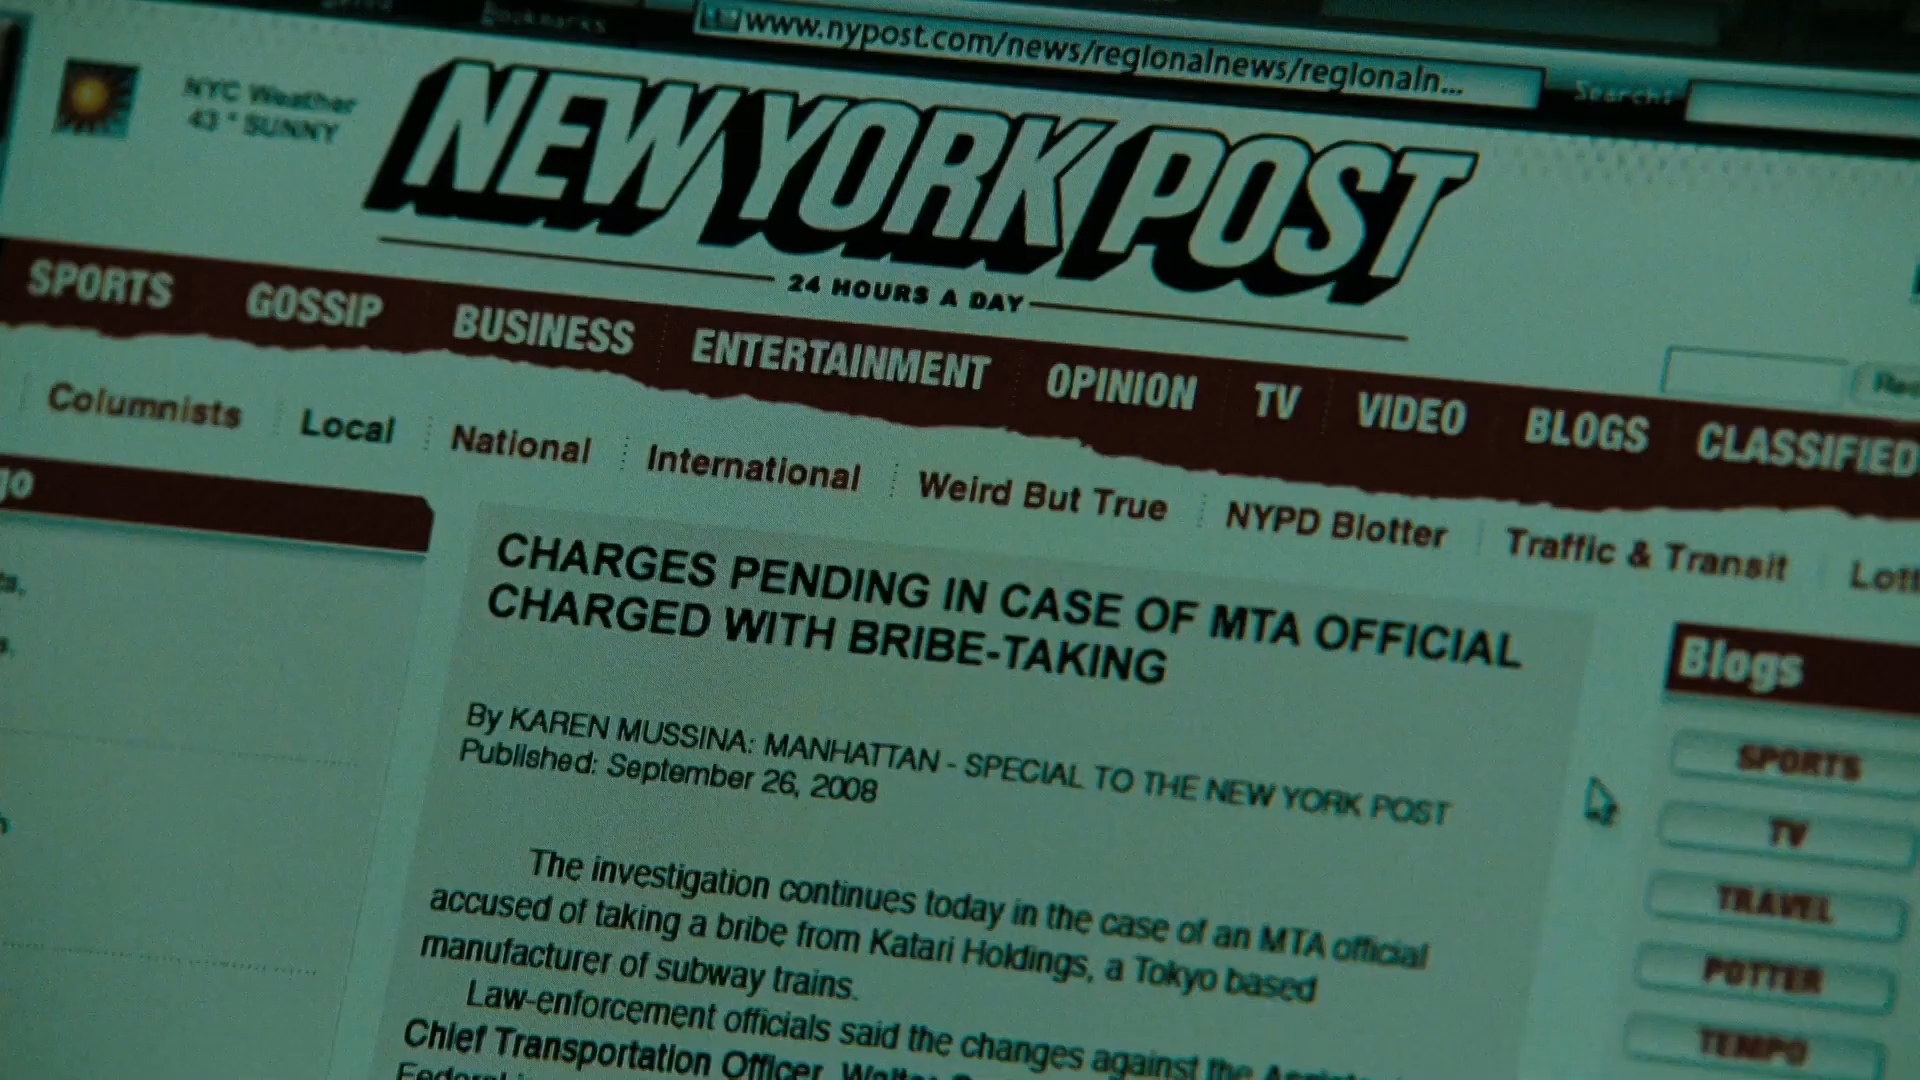 Bookmarks
www.nypost.com/news/regionalnews/regionaln...
Search:
NYC Weather
43 ° SUNNY
NEW YORK POST
24 HOURS A DAY
SPORTS GOSSIP BUSINESS ENTERTAINMENT OPINION TV VIDEO BLOGS CLASSIFIED
Columnists Local National International Weird But True NYPD Blotter Traffic & Transit Lott
go
CHARGES PENDING IN CASE OF MTA OFFICIAL
CHARGED WITH BRIBE-TAKING
By KAREN MUSSINA: MANHATTAN - SPECIAL TO THE NEW YORK POST
Published: September 26, 2008
The investigation continues today in the case of an MTA official
accused of taking a bribe from Katari Holdings, a Tokyo based
manufacturer of subway trains.
Law-enforcement officials said the changes against the
Chief Transportation Officer,
Blogs
SPORTS
TV
TRAVEL
POTTER
TEMPO